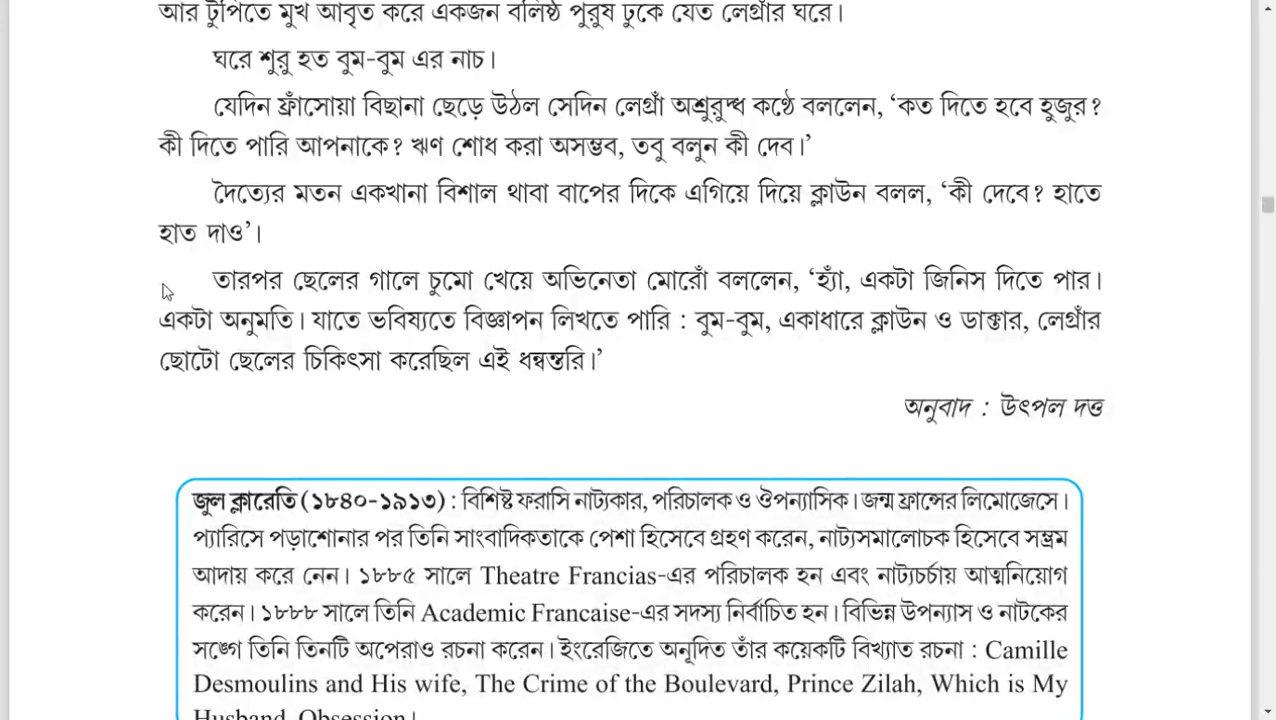 আর টুপিতে মুখ আবৃত করে একজন বলিষ্ঠ পুরুষ ঢুকে যেত লেগ্রাঁর ঘরে।
ঘরে শুরু হত বুম-বুম এর নাচ।
যেদিন ফ্রাঁসোয়া বিছানা ছেড়ে উঠল সেদিন লেগ্রাঁ অশ্রুরুদ্ধ কণ্ঠে বললেন, ‘কত দিতে হবে হুজুর?
কী দিতে পারি আপনাকে? ঋণ শোধ করা অসম্ভব, তবু বলুন কী দেব।’
দৈত্যের মতন একখানা বিশাল থাবা বাপের দিকে এগিয়ে দিয়ে ক্লাউন বলল, ‘কী দেবে? হাতে
হাত দাও’।
তারপর ছেলের গালে চুমো খেয়ে অভিনেতা মোরোঁ বললেন, ‘হ্যাঁ, একটা জিনিস দিতে পার।
একটা অনুমতি। যাতে ভবিষ্যতে বিজ্ঞাপন লিখতে পারি : বুম-বুম, একাধারে ক্লাউন ও ডাক্তার, লেগ্রাঁর
ছোটো ছেলের চিকিৎসা করেছিল এই ধন্বন্তরি।’
অনুবাদ : উৎপল দত্ত
জুল ক্লারেতি (১৮৪০-১৯১৩) : বিশিষ্ট ফরাসি নাট্যকার, পরিচালক ও ঔপন্যাসিক। জন্ম ফ্রান্সের লিমোজেসে।
প্যারিসে পড়াশোনার পর তিনি সাংবাদিকতাকে পেশা হিসেবে গ্রহণ করেন, নাট্যসমালোচক হিসেবে সম্ভ্রম
আদায় করে নেন। ১৮৮৫ সালে Theatre Francias-এর পরিচালক হন এবং নাট্যচর্চায় আত্মনিয়োগ
করেন। ১৮৮৮ সালে তিনি Academic Francaise-এর সদস্য নির্বাচিত হন। বিভিন্ন উপন্যাস ও নাটকের
সঙ্গে তিনি তিনটি অপেরাও রচনা করেন। ইংরেজিতে অনূদিত তাঁর কয়েকটি বিখ্যাত রচনা : Camille
Desmoulins and His wife, The Crime of the Boulevard, Prince Zilah, Which is My
Husband, Obsession।